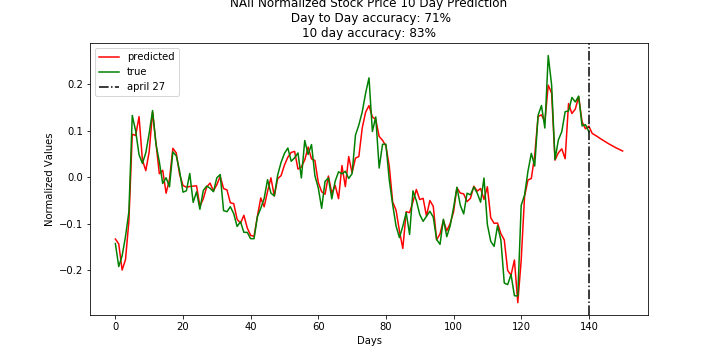 NAII Normalized Stock Price 10 Day Prediction
Day to Day accuracy: 71%
10 day accuracy: 83%
predicted
true
april 27
Normalized Values
0.2
0.1
0.0
−0.1
−0.2
0
20
40
60
80
100
120
140
Days